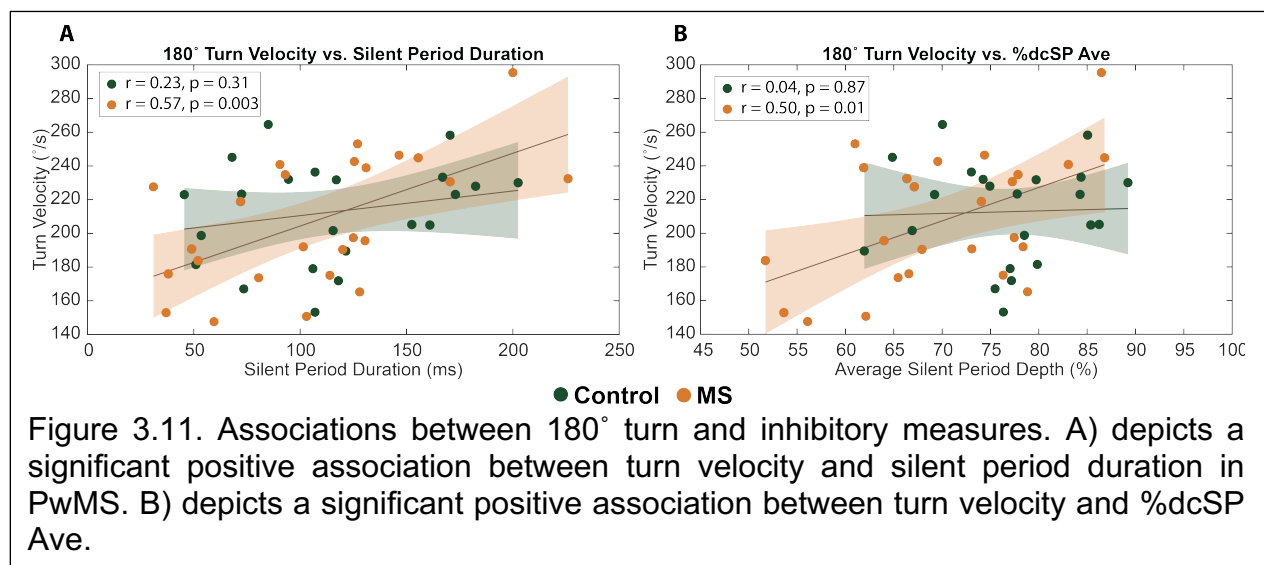 A
180° Turn Velocity vs. Silent Period Duration
r = 0.23, p = 0.31
r = 0.57, p = 0.003
Turn Velocity (°/s)
300
280
260
240
220
200
180
160
140
0
50
100
150
200
250
Silent Period Duration (ms)
B
180° Turn Velocity vs. %dcSP Ave
r = 0.04, p = 0.87
r = 0.50, p = 0.01
Turn Velocity (°/s)
300
280
260
240
220
200
180
160
140
45
50
55
60
65
70
75
80
85
90
95
100
Average Silent Period Depth (%)
Control MS
Figure 3.11. Associations between 180˚ turn and inhibitory measures. A) depicts a
significant positive association between turn velocity and silent period duration in
PwMS. B) depicts a significant positive association between turn velocity and %dcSP
Ave.